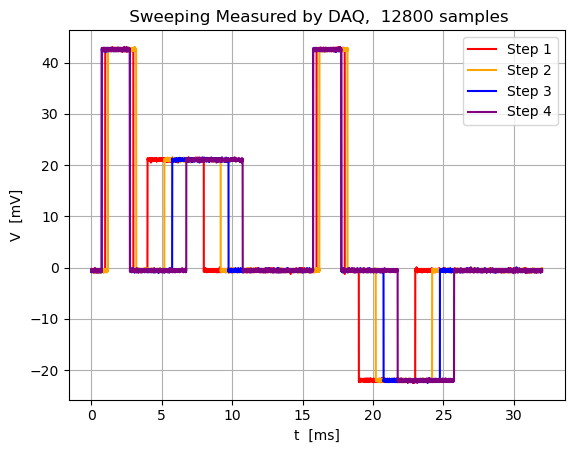 Sweeping Measured by DAQ,  12800 samples
Step 1
Step 2
Step 3
Step 4
V  [mV]
40
30
20
10
0
−10
−20
0
5
10
15
20
25
30
t  [ms]